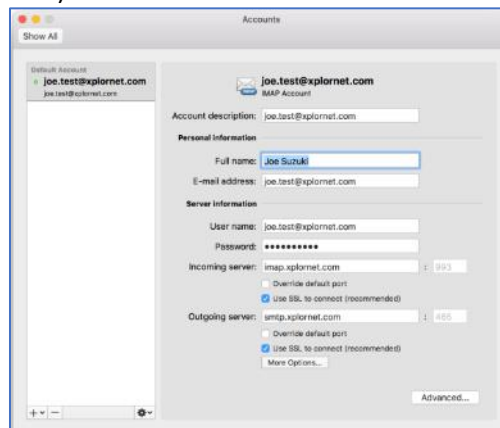 Accounts
Show All
Default Account
joe.test@xplornet.com
joe.test@xplornet.com
joe.test@xplornet.com
IMAP Account
Account description: joe.test@xplornet.com
Personal information
Full name: Joe Suzuki
E-mail address: joe.test@xplornet.com
Server information
User name: joe.test@xplornet.com
Password: ●●●●●●●●●●
Incoming server: imap.xplornet.com : 993
Override default port
Use SSL to connect (recommended)
Outgoing server: smtp.xplornet.com : 465
Override default port
Use SSL to connect (recommended)
More Options...
Advanced...